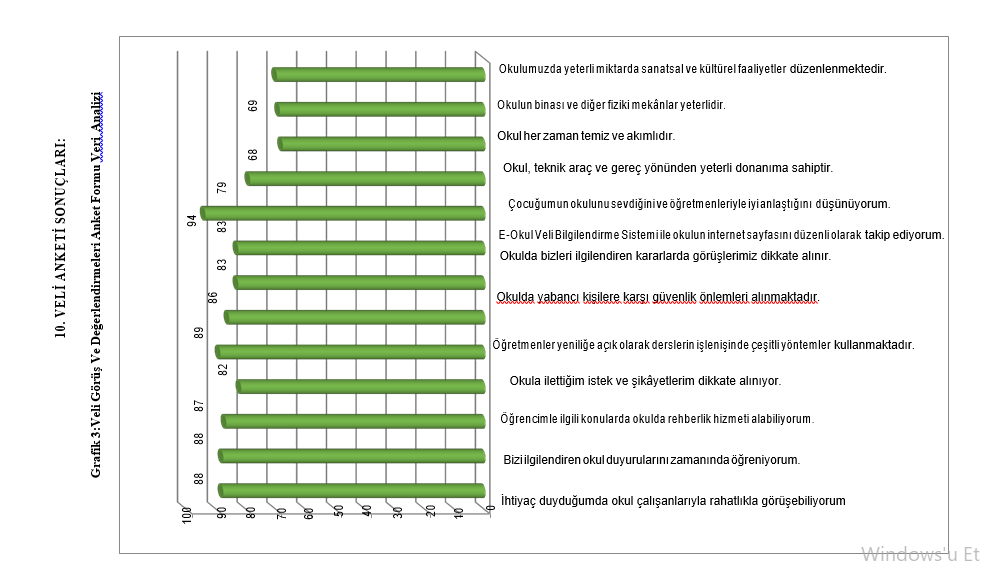 10. VELİ ANKETİ SONUÇLARI:
Grafik 3:Veli Görüş Ve Değerlendirmeleri Anket Formu Veri Analizi
Okulumuzda yeterli miktarda sanatsal ve kültürel faaliyetler düzenlenmektedir.
69
Okulun binası ve diğer fiziki mekânlar yeterlidir.
68
Okul her zaman temiz ve akımlıdır.
79
Okul, teknik araç ve gereç yönünden yeterli donanıma sahiptir.
94
Çocuğumun okulunu sevdiğini ve öğretmenleriyle iyi anlaştığını düşünüyorum.
83
E-Okul Veli Bilgilendirme Sistemi ile okulun internet sayfasını düzenli olarak takip ediyorum.
83
Okulda bizleri ilgilendiren kararlarda görüşlerimiz dikkate alınır.
86
Okulda yabancı kişilere karşı güvenlik önlemleri alınmaktadır.
89
Öğretmenler yeniliğe açık olarak derslerin işlenişinde çeşitli yöntemler kullanmaktadır.
82
Okula ilettiğim istek ve şikâyetlerim dikkate alınıyor.
87
Öğrencimle ilgili konularda okulda rehberlik hizmeti alabiliyorum.
88
Bizi ilgilendiren okul duyurularını zamanında öğreniyorum.
88
İhtiyaç duyduğumda okul çalışanlarıyla rahatlıkla görüşebiliyorum
100 90 80 70 60 50 40 30 20 10 0
Windows'u Et